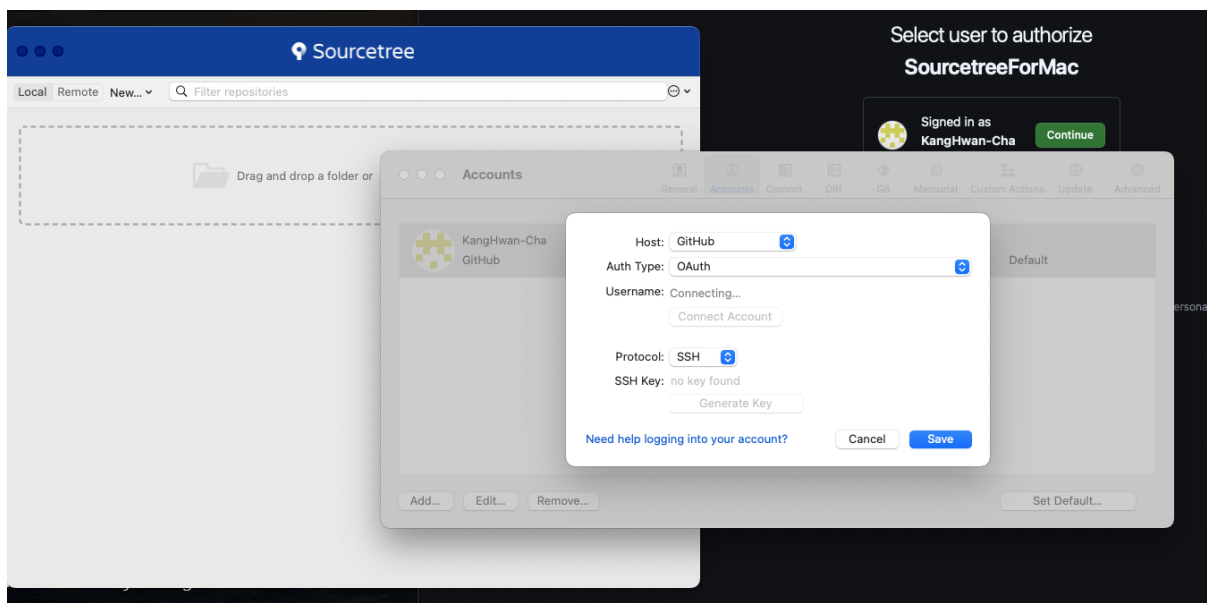 Sourcetree
Local Remote New...
Filter repositories
Drag and drop a folder or
Select user to authorize
SourcetreeForMac
Signed in as
KangHwan-Cha
Continue
Accounts
General Accounts Commit Diff Git Mercurial Custom Actions Update Advanced
KangHwan-Cha
GitHub
Default
Host: GitHub
Auth Type: OAuth
Username: Connecting...
Connect Account
Protocol: SSH
SSH Key: no key found
Generate Key
Need help logging into your account?
Cancel Save
Add... Edit... Remove...
Set Default...